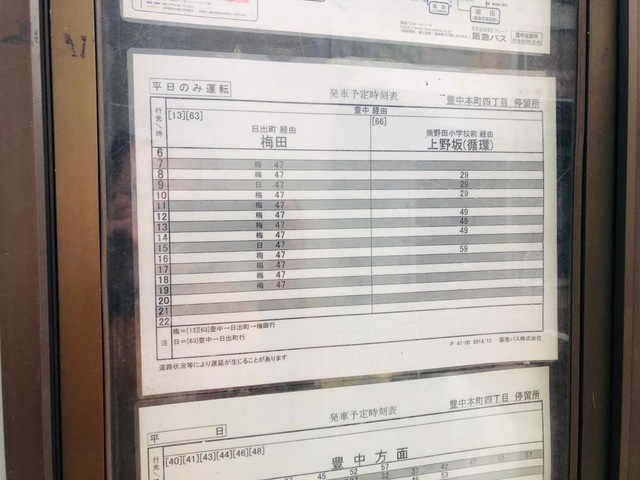 阪急バス
平日のみ運転
発車予定時刻表
豊中本町四丁目 停留所
行先/時
豊中 経由
[13][63]
[66]
日出町 経由
熊野田小学校前 経由
梅田
上野坂(循環)
6
7 梅 47
8 梅 47 29
9 日 47 29
10 梅 47 29
11 梅 47
12 梅 47 49
13 梅 47 49
14 梅 47 49
15 日 47
16 梅 47 59
17 梅 47
18 梅 47
19 梅 47
20
21
22
注
梅=[13][63]豊中→日出町→梅田行
日=[63]豊中→日出町行
P 41-00 2014/12 阪急バス株式会社
道路状況等により遅延が生じることがあります
発車予定時刻表
豊中本町四丁目 停留所
平 日
[40][41][43][44][46][48]
豊中方面